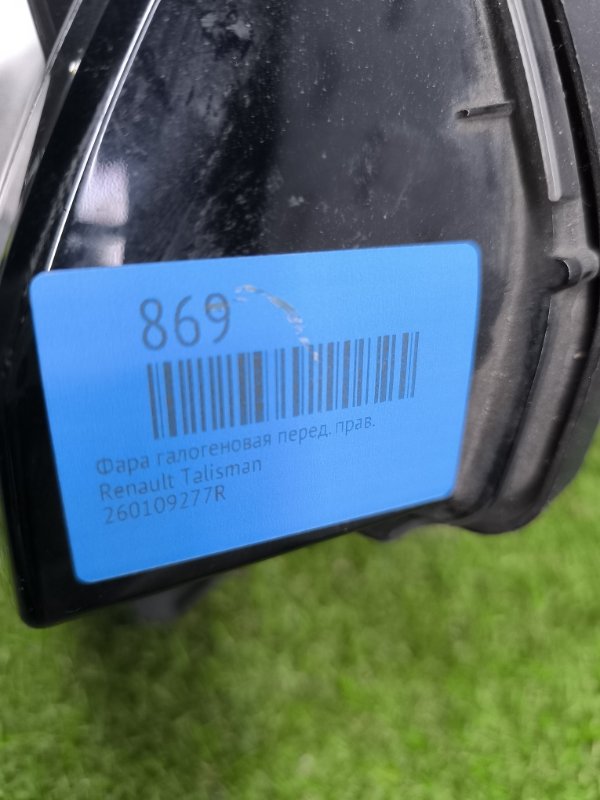 869
Фара галогеновая перед. прав.
Renault Talisman
260109277R